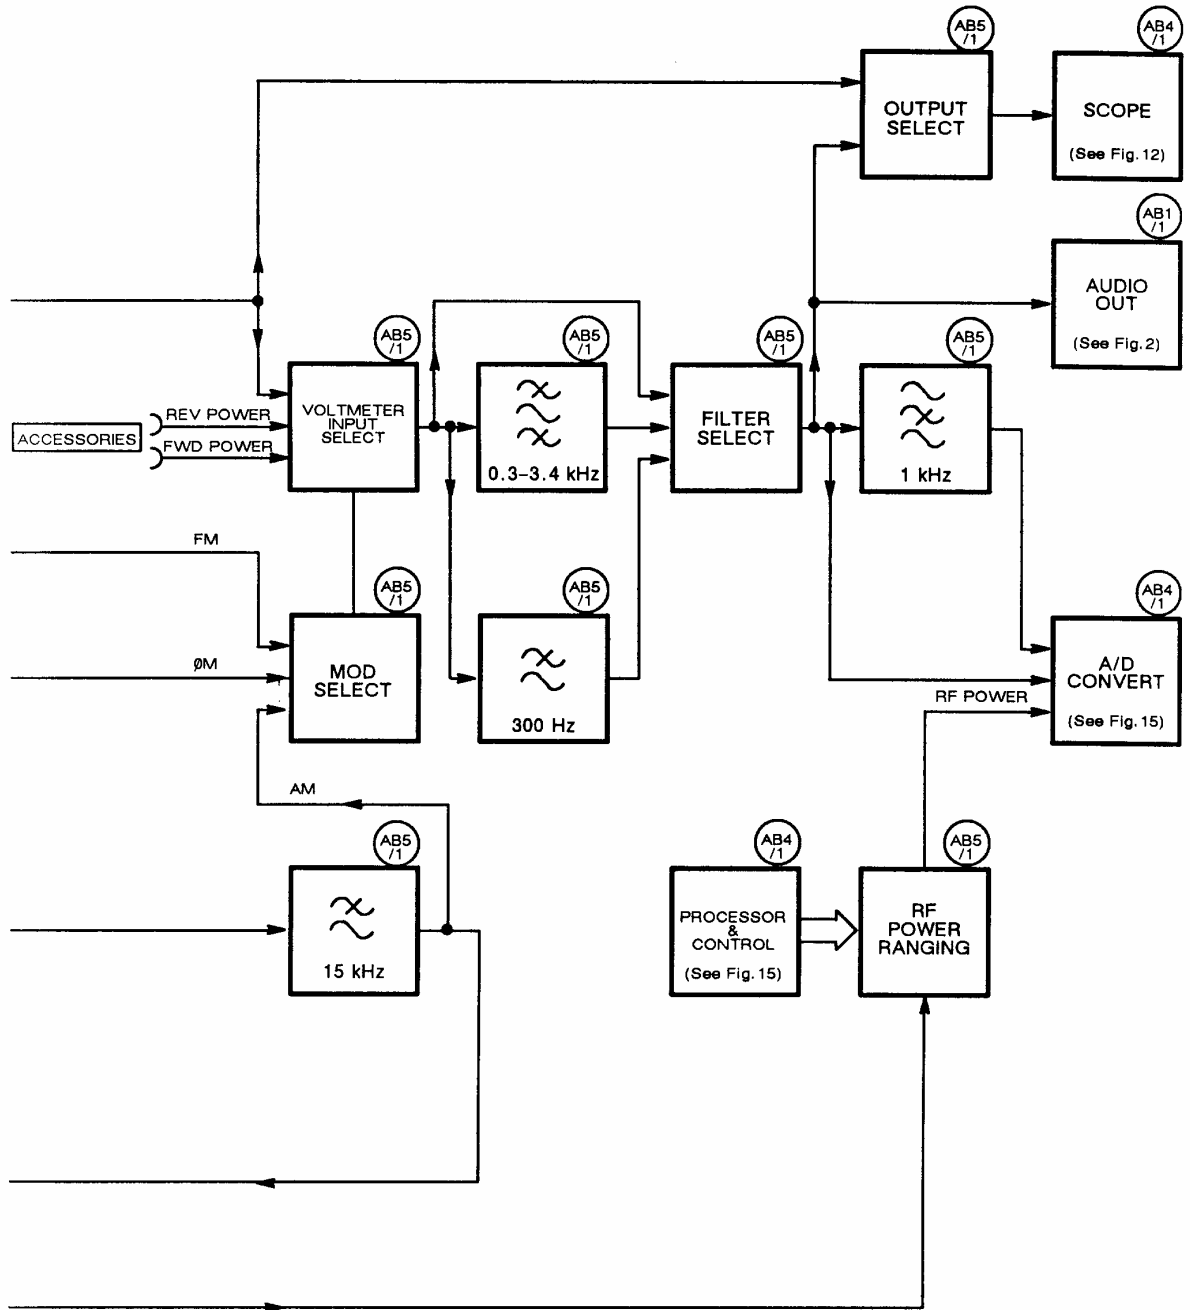 AB5
/1
AB4
/1
OUTPUT
SELECT
SCOPE
(See Fig. 12)
AB1
/1
AUDIO
OUT
(See Fig. 2)
AB5
/1
AB5
/1
AB5
/1
AB5
/1
REV POWER
ACCESSORIES
FWD POWER
VOLTMETER
INPUT
SELECT
0.3–3.4 kHz
FILTER
SELECT
1 kHz
FM
AB5
/1
AB5
/1
AB4
/1
ØM
MOD
SELECT
300 Hz
A/D
CONVERT
(See Fig. 15)
RF POWER
AM
AB5
/1
AB4
/1
AB5
/1
15 kHz
PROCESSOR
&
CONTROL
(See Fig. 15)
RF
POWER
RANGING